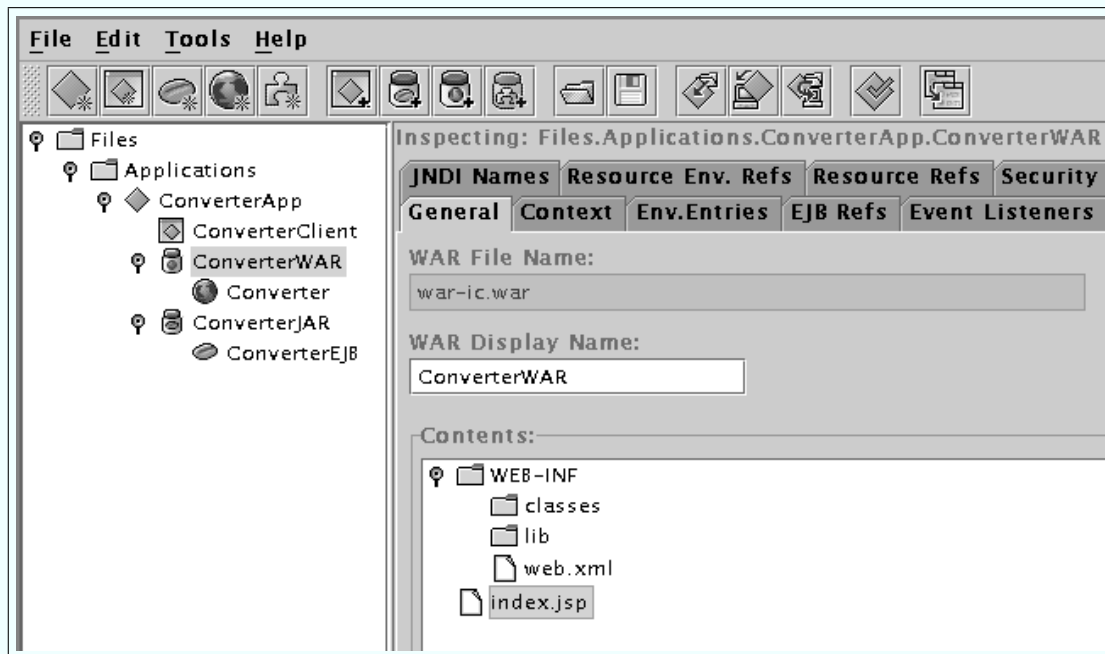 File Edit Tools Help
Files
Applications
ConverterApp
ConverterClient
ConverterWAR
Converter
ConverterJAR
ConverterEJB
Inspecting: Files.Applications.ConverterApp.ConverterWAR
JNDI Names Resource Env. Refs Resource Refs Security
General Context Env.Entries EJB Refs Event Listeners
WAR File Name:
war-ic.war
WAR Display Name:
ConverterWAR
Contents:
WEB-INF
classes
lib
web.xml
index.jsp